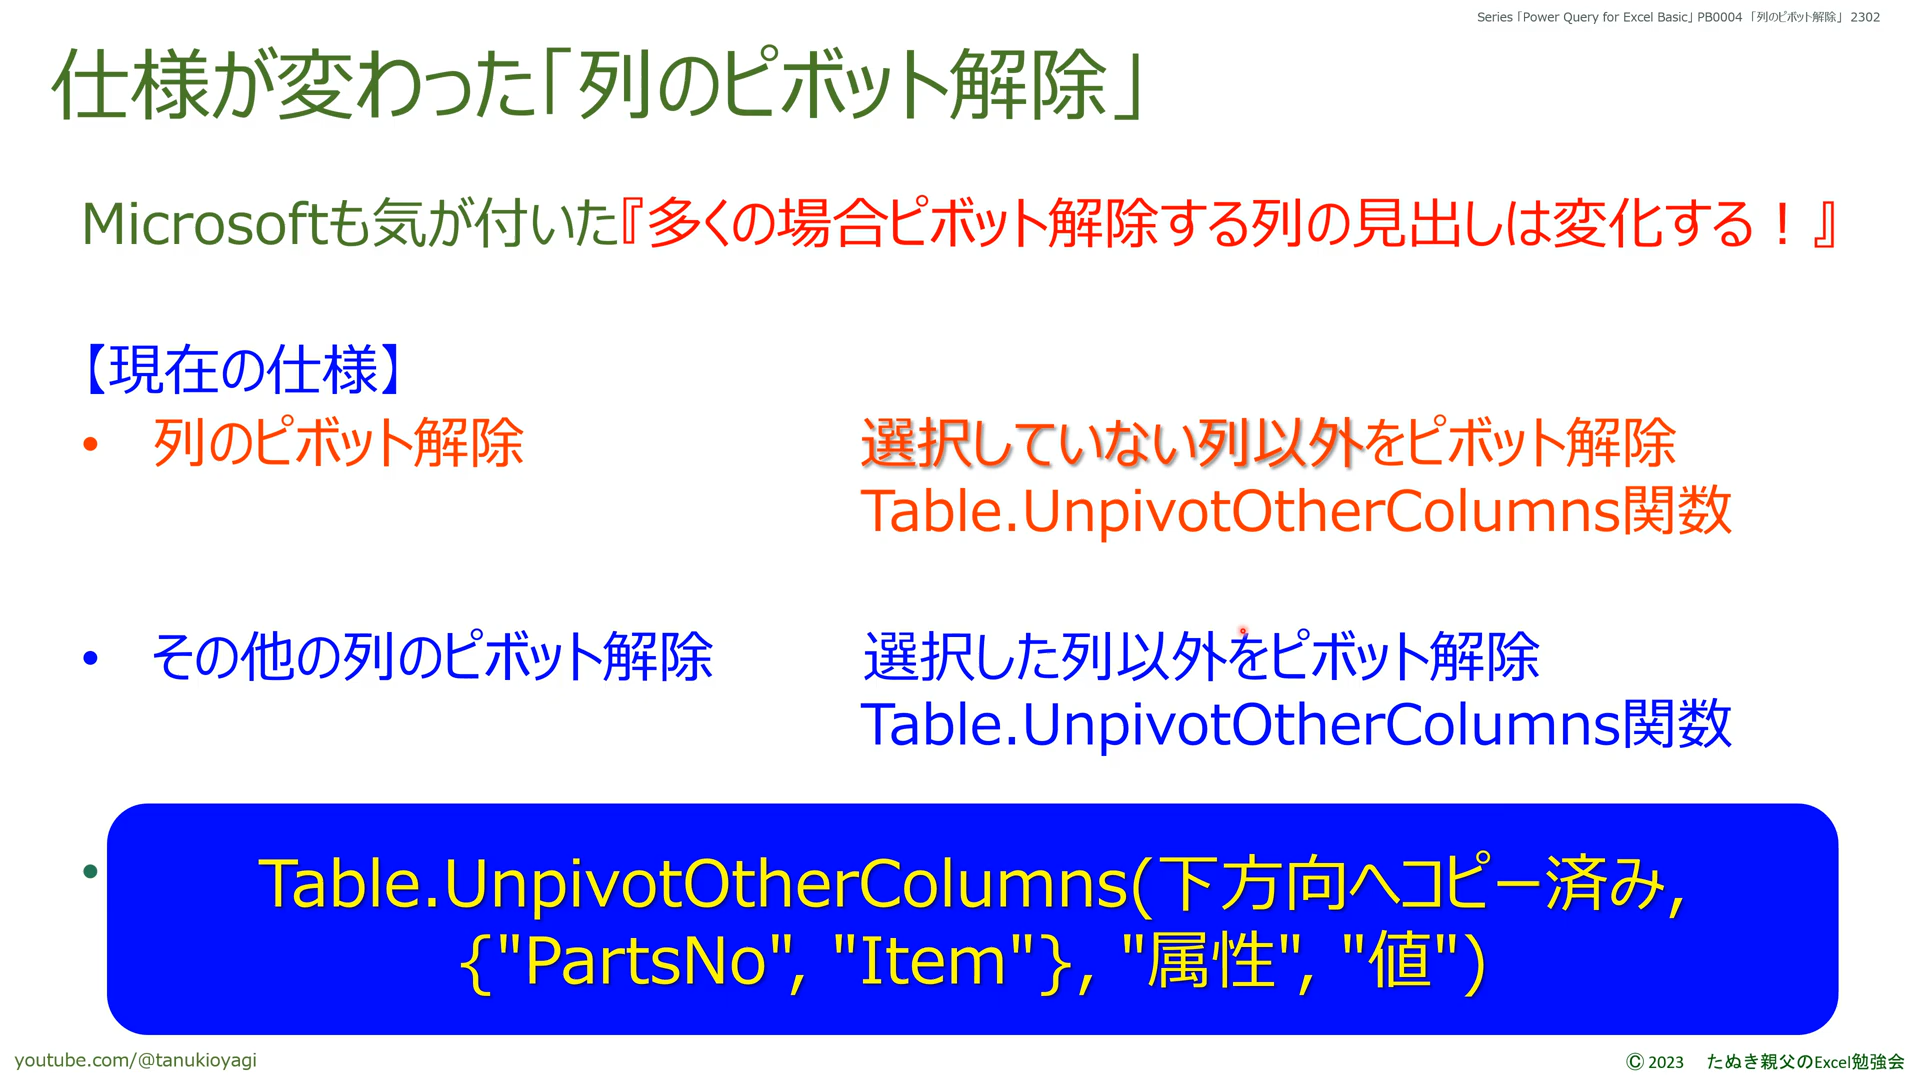 Series「Power Query for Excel Basic」PB0004「列のピボット解除」 2302
仕様が変わった「列のピボット解除」
Microsoftも気が付いた『多くの場合ピボット解除する列の見出しは変化する！』
【現在の仕様】
• 列のピボット解除 選択していない列以外をピボット解除
Table.UnpivotOtherColumns関数
• その他の列のピボット解除 選択した列以外をピボット解除
Table.UnpivotOtherColumns関数
• Table.UnpivotOtherColumns(下方向へコピー済み,
{"PartsNo", "Item"}, "属性", "値")
youtube.com/@tanukioyagi
© 2023 たぬき親父のExcel勉強会